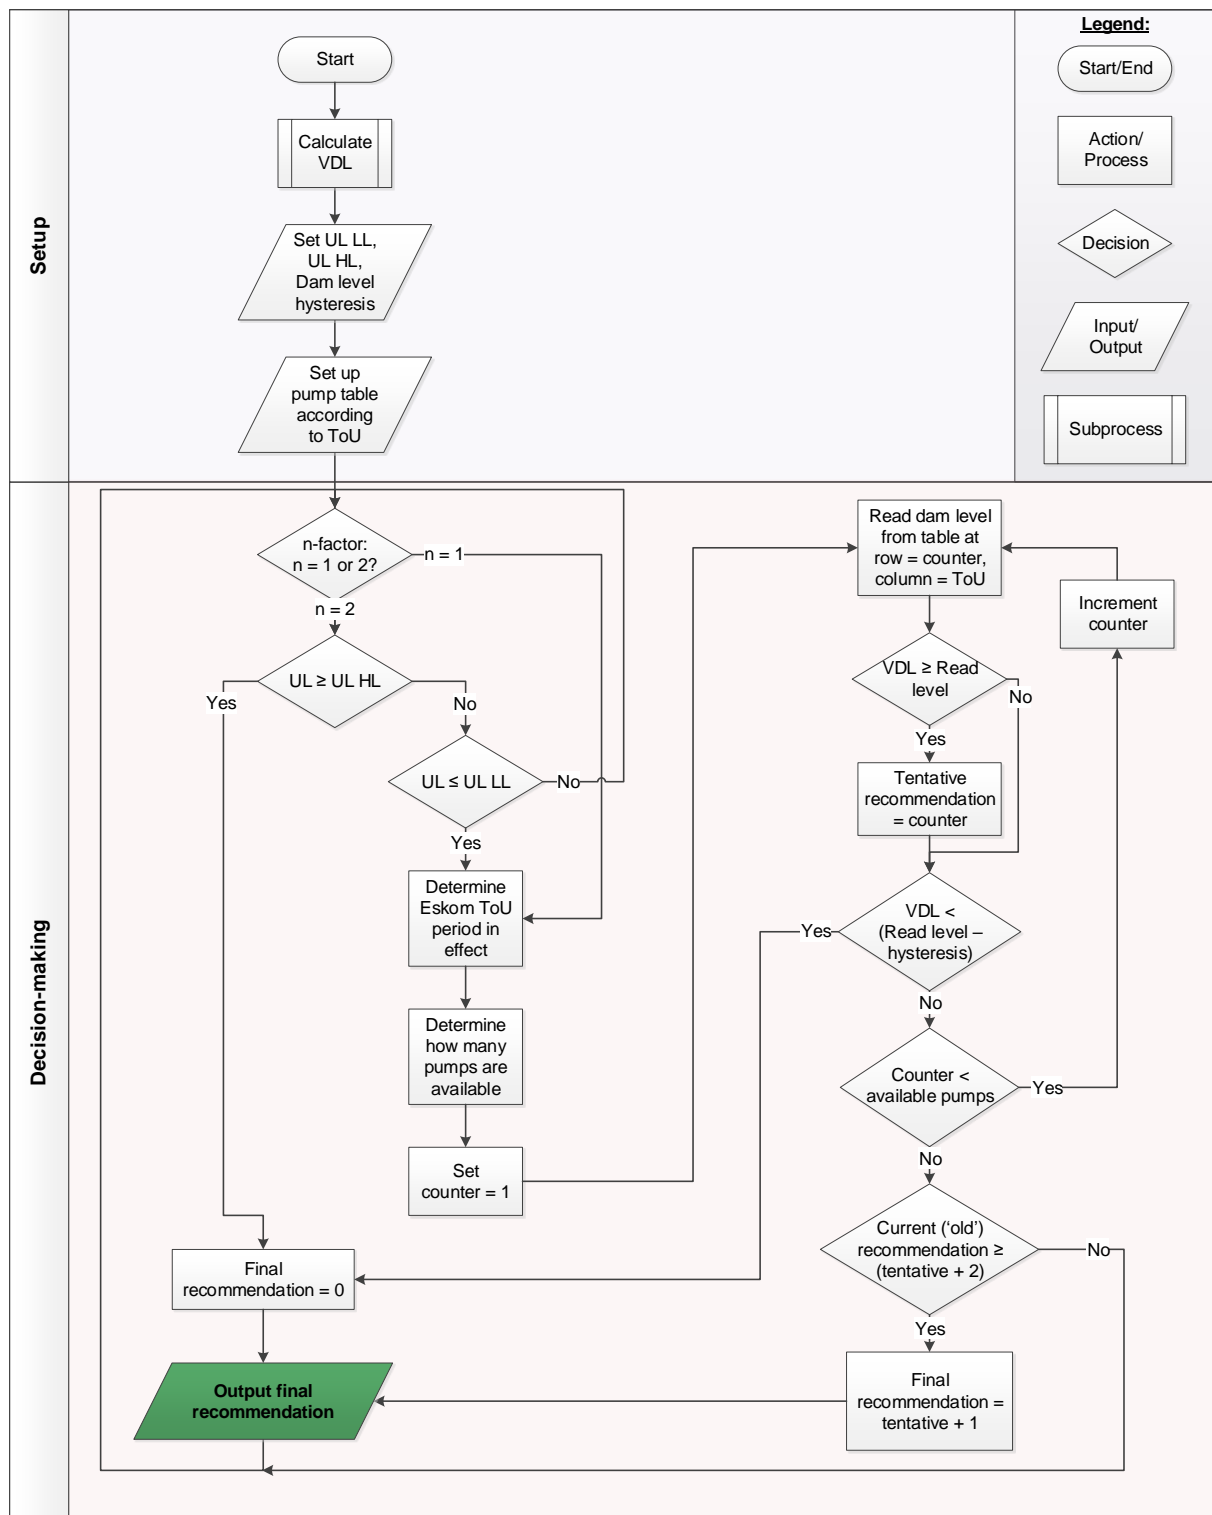 Setup
Start
Calculate
VDL
Set UL LL,
UL HL,
Dam level
hysteresis
Set up
pump table
according
to ToU
Legend:
Start/End
Action/
Process
Decision
Input/
Output
Subprocess
Decision-making
n-factor:
n = 1 or 2?
n = 1
n = 2
UL ≥ UL HL
Yes
No
UL ≤ UL LL
No
Yes
Determine
Eskom ToU
period in
effect
Determine
how many
pumps are
available
Set
counter = 1
Final
recommendation = 0
Output final
recommendation
Read dam level
from table at
row = counter,
column = ToU
Increment
counter
VDL ≥ Read
level
No
Yes
Tentative
recommendation
= counter
VDL <
(Read level –
hysteresis)
Yes
No
Counter <
available pumps
Yes
No
Current (‘old’)
recommendation ≥
(tentative + 2)
No
Yes
Final
recommendation =
tentative + 1